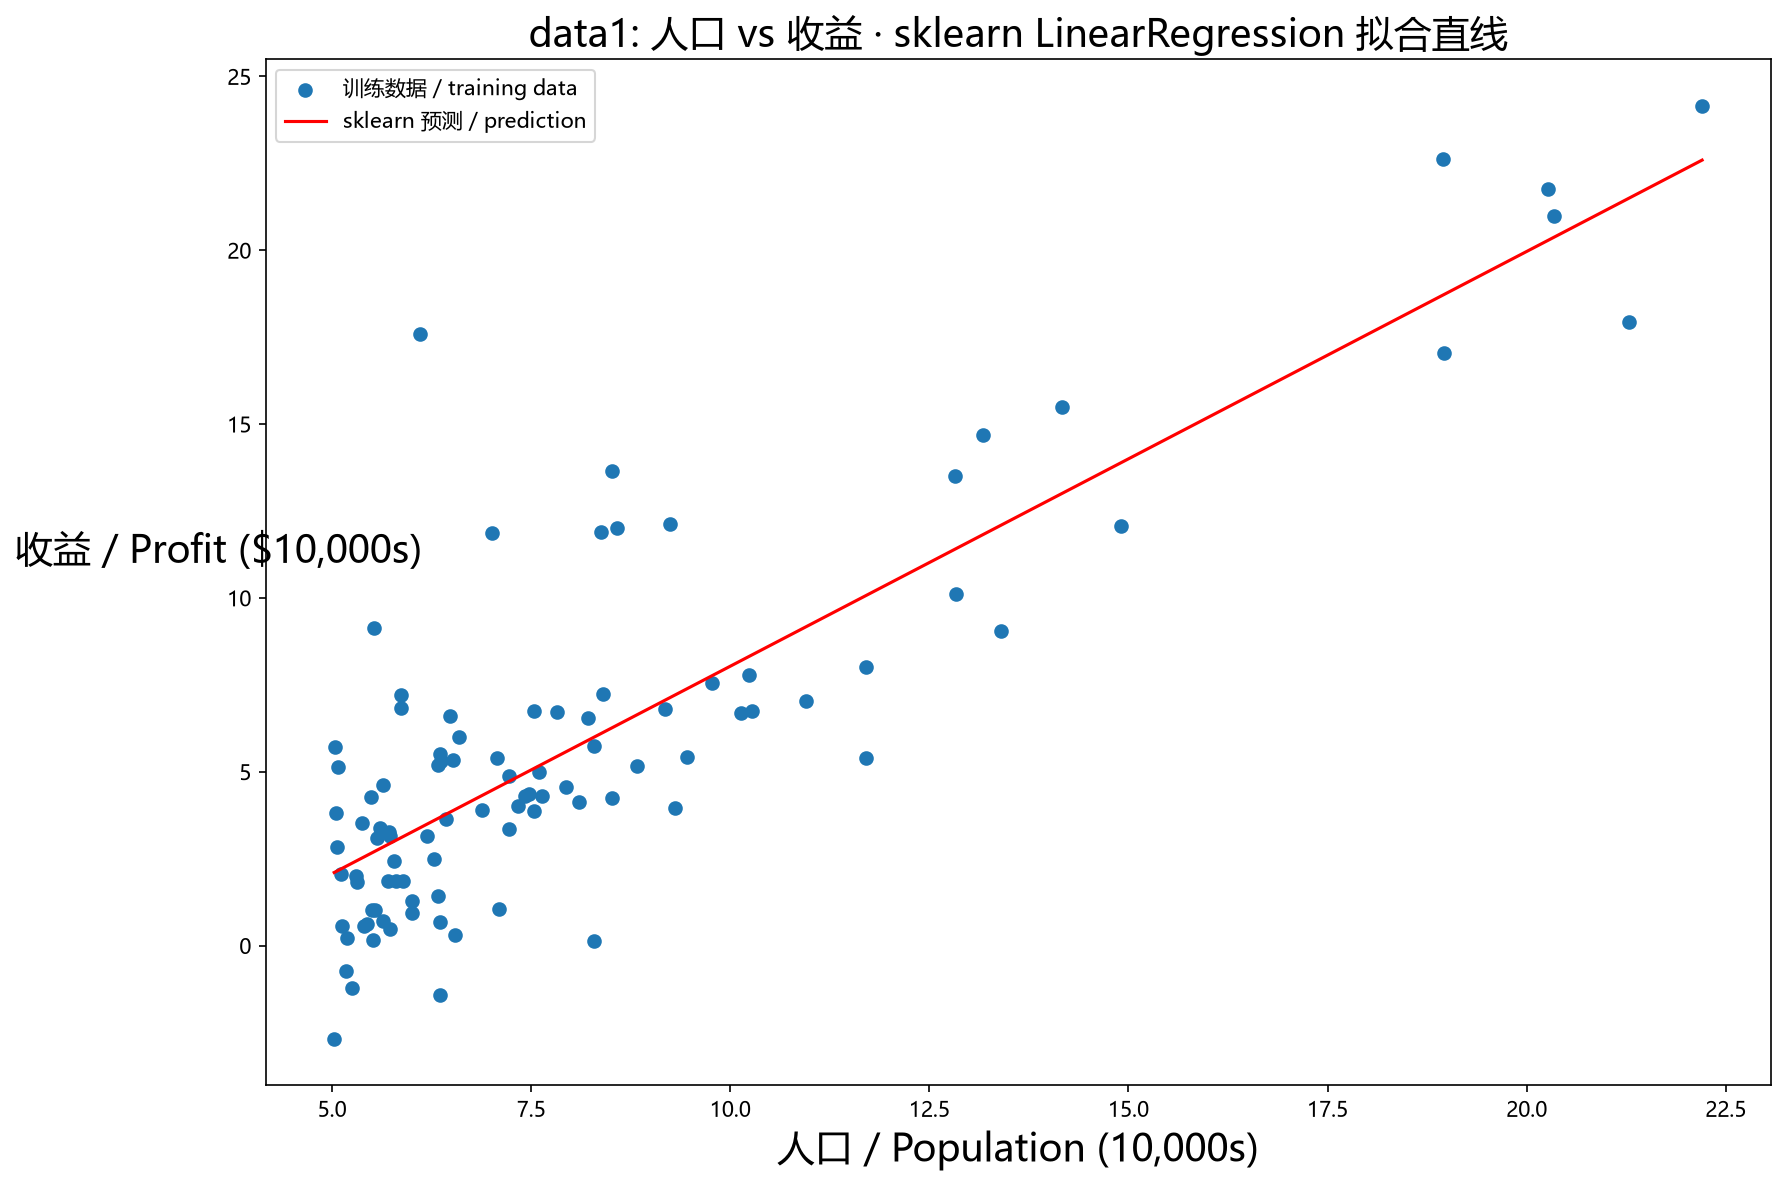 data1: 人口 vs 收益 · sklearn LinearRegression 拟合直线
训练数据 / training data
sklearn 预测 / prediction
25
20
15
收益 / Profit ($10,000s)
10
5
0
5.0 7.5 10.0 12.5 15.0 17.5 20.0 22.5
人口 / Population (10,000s)